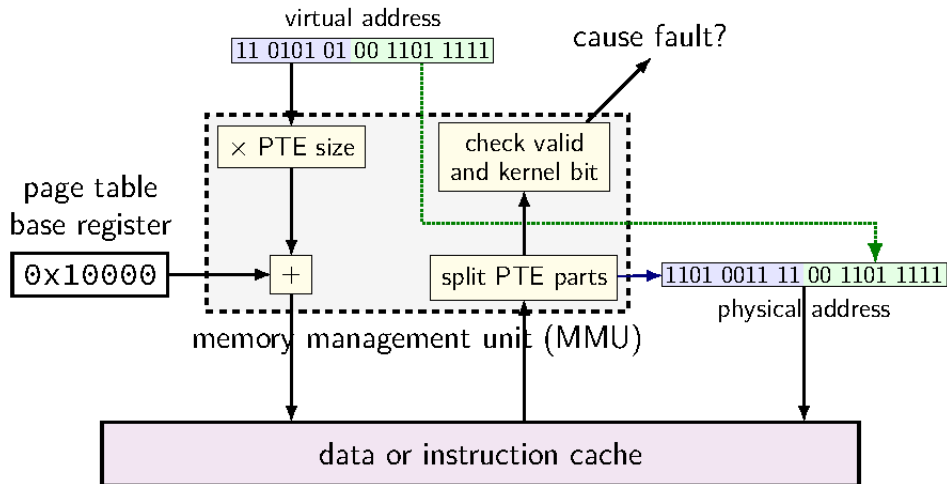 virtual address
11 0101 01 00 1101 1111
cause fault?
× PTE size
check valid
and kernel bit
page table
base register
0x10000
+
split PTE parts
1101 0011 11 00 1101 1111
physical address
memory management unit (MMU)
data or instruction cache